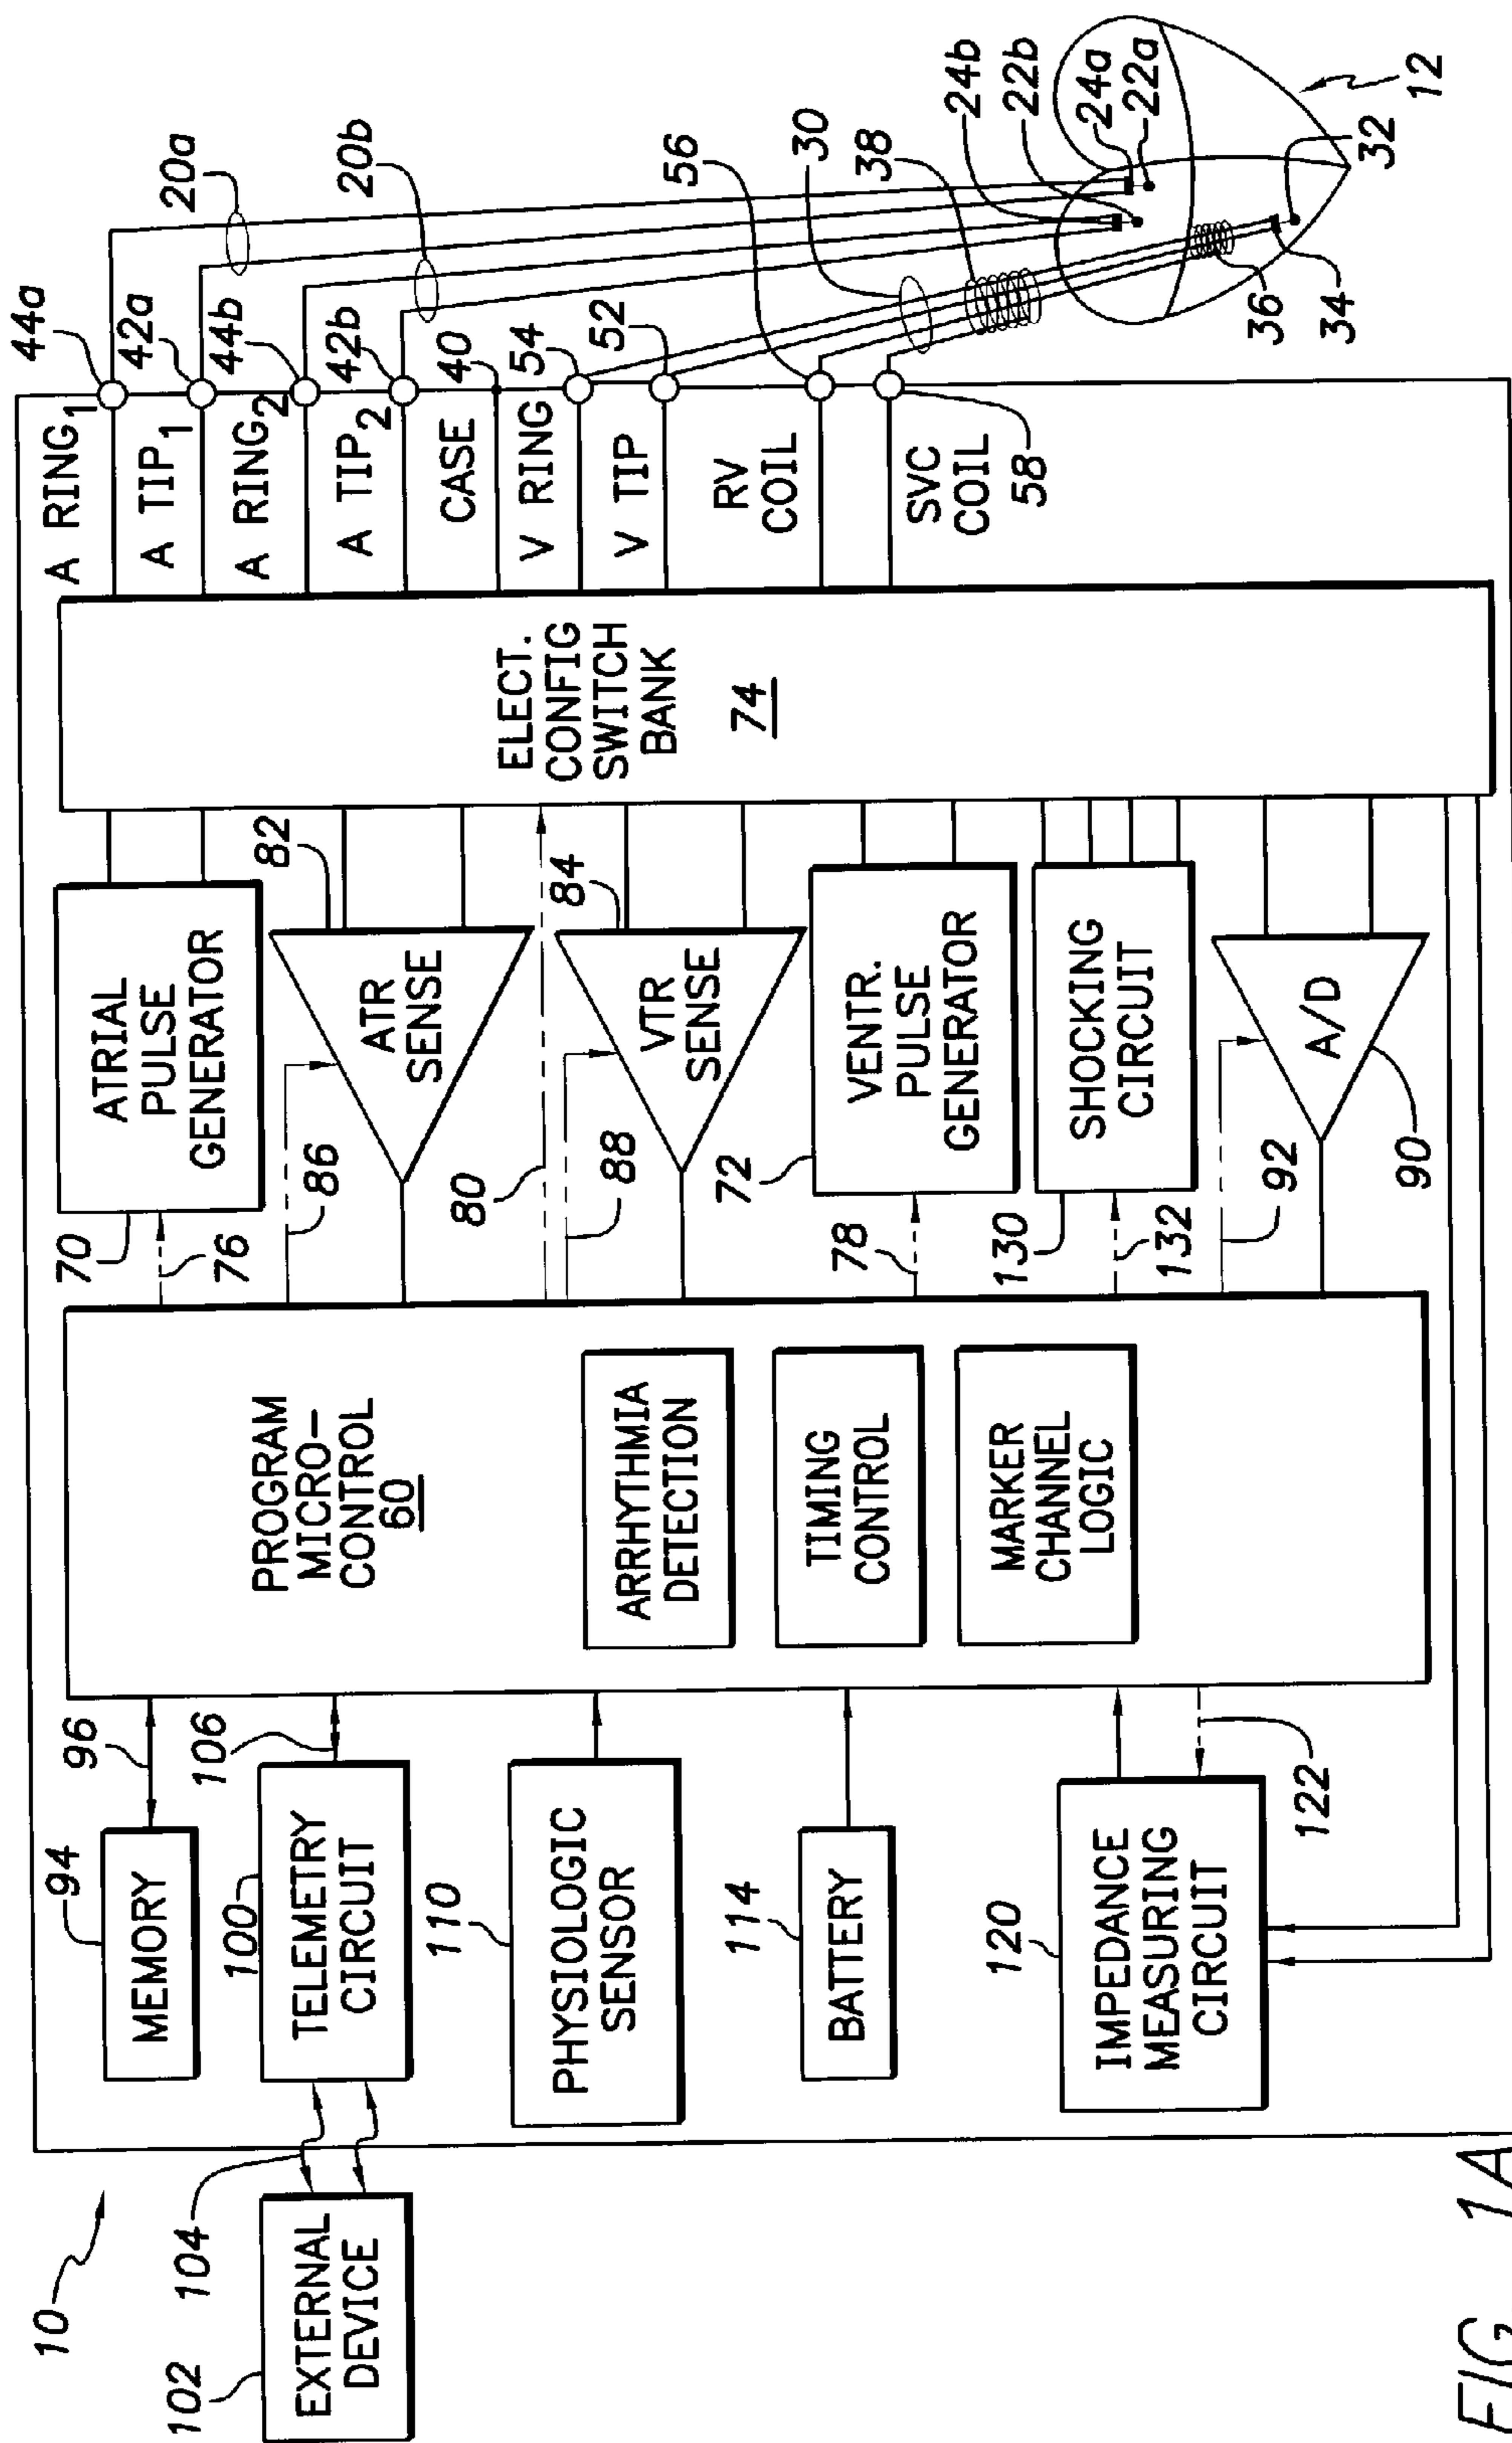 10
102
EXTERNAL
DEVICE
104
94
MEMORY
96
100
TELEMETRY
CIRCUIT
106
110
PHYSIOLOGIC
SENSOR
114
BATTERY
120
IMPEDANCE
MEASURING
CIRCUIT
122
PROGRAM
MICRO-
CONTROL
60
ARRHYTHMIA
DETECTION
TIMING
CONTROL
MARKER
CHANNEL
LOGIC
70
76
ATRIAL
PULSE
GENERATOR
86
82
ATR
SENSE
80
88
84
VTR
SENSE
72
78
VENTR.
PULSE
GENERATOR
130
132
SHOCKING
CIRCUIT
92
A/D
90
ELECT.
CONFIG
SWITCH
BANK
74
A RING1
44a
A TIP1
42a
A RING2
44b
A TIP2
42b
CASE
40
V RING
54
V TIP
52
RV
COIL
56
SVC
COIL
58
20a
20b
30
38
24b
22b
24a
22a
12
36
34
32
FIG. 1A